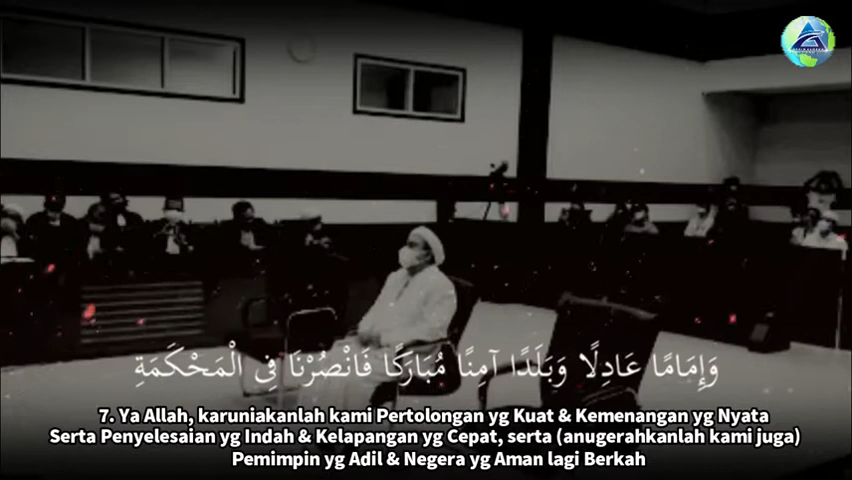 وَإِمَامًا عَادِلًا وَبَلَدًا آمِنًا مُبَارَكًا فَانْصُرْنَا فِى الْمَحْكَمَةِ
7. Ya Allah, karuniakanlah kami Pertolongan yg Kuat & Kemenangan yg Nyata
Serta Penyelesaian yg Indah & Kelapangan yg Cepat, serta (anugerahkanlah kami juga)
Pemimpin yg Adil & Negera yg Aman lagi Berkah